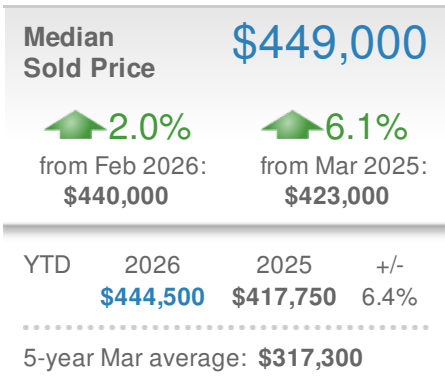 Median
Sold Price
$449,000
2.0%
from Feb 2026:
$440,000
6.1%
from Mar 2025:
$423,000
YTD 2026 2025 +/-
$444,500 $417,750 6.4%
5-year Mar average: $317,300